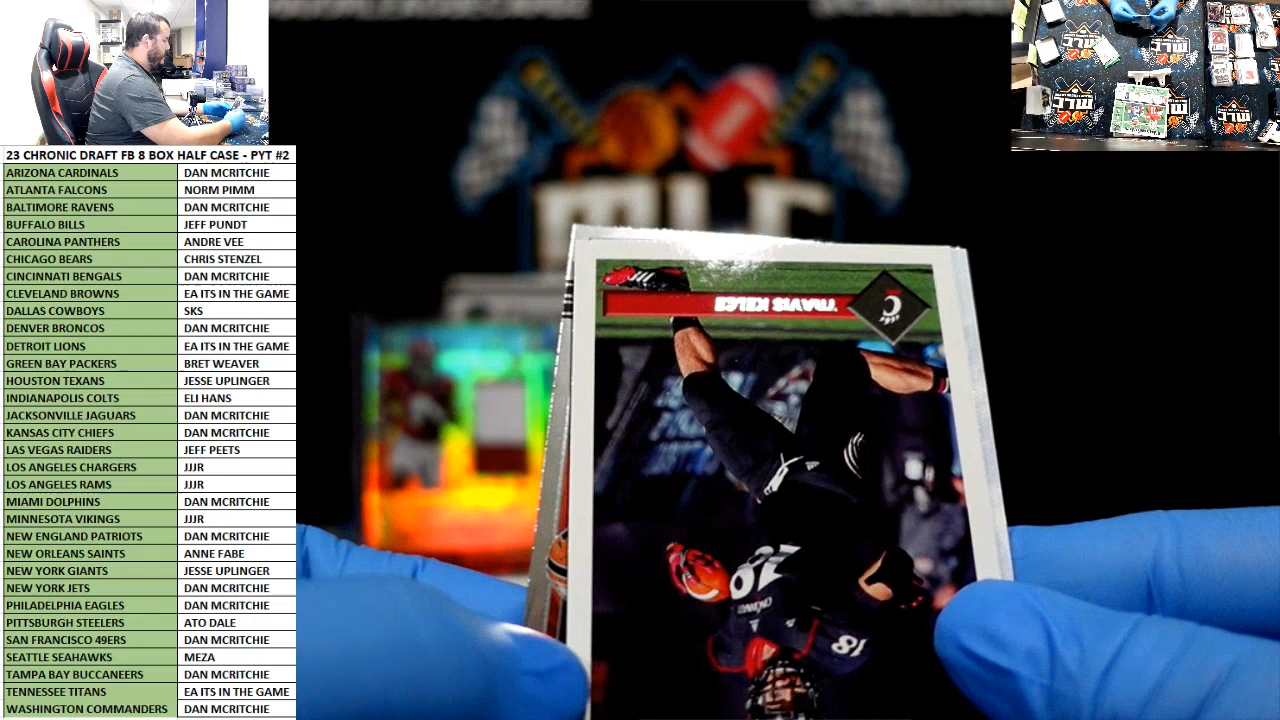 23 CHRONIC DRAFT FB 8 BOX HALF CASE - PYT #2
ARIZONA CARDINALS DAN MCRITCHIE
ATLANTA FALCONS NORM PIMM
BALTIMORE RAVENS DAN MCRITCHIE
BUFFALO BILLS JEFF PUNDT
CAROLINA PANTHERS ANDRE VEE
CHICAGO BEARS CHRIS STENZEL
CINCINNATI BENGALS DAN MCRITCHIE
CLEVELAND BROWNS EA ITS IN THE GAME
DALLAS COWBOYS SKS
DENVER BRONCOS DAN MCRITCHIE
DETROIT LIONS EA ITS IN THE GAME
GREEN BAY PACKERS BRET WEAVER
HOUSTON TEXANS JESSE UPLINGER
INDIANAPOLIS COLTS ELI HANS
JACKSONVILLE JAGUARS DAN MCRITCHIE
KANSAS CITY CHIEFS DAN MCRITCHIE
LAS VEGAS RAIDERS JEFF PEETS
LOS ANGELES CHARGERS JJJR
LOS ANGELES RAMS JJJR
MIAMI DOLPHINS DAN MCRITCHIE
MINNESOTA VIKINGS JJJR
NEW ENGLAND PATRIOTS DAN MCRITCHIE
NEW ORLEANS SAINTS ANNE FABE
NEW YORK GIANTS JESSE UPLINGER
NEW YORK JETS DAN MCRITCHIE
PHILADELPHIA EAGLES DAN MCRITCHIE
PITTSBURGH STEELERS ATO DALE
SAN FRANCISCO 49ERS DAN MCRITCHIE
SEATTLE SEAHAWKS MEZA
TAMPA BAY BUCCANEERS DAN MCRITCHIE
TENNESSEE TITANS EA ITS IN THE GAME
WASHINGTON COMMANDERS DAN MCRITCHIE
TRAVIS KELCE
18
18